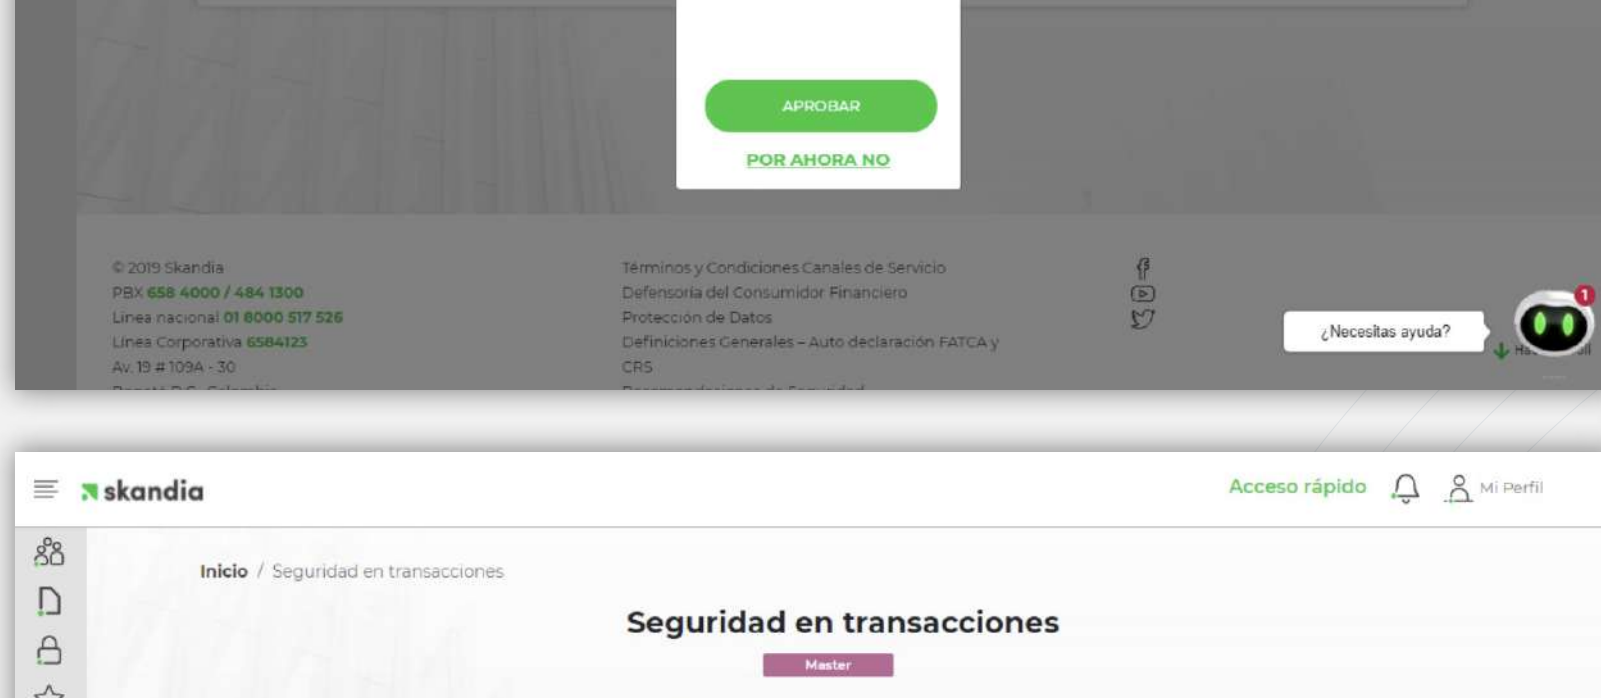 APROBAR
POR AHORA NO
© 2019 Skandia
PBX 658 4000 / 484 1300
Línea nacional 01 8000 517 526
Línea Corporativa 6584123
Av. 19 # 109A - 30
Términos y Condiciones Canales de Servicio
Defensoría del Consumidor Financiero
Protección de Datos
Definiciones Generales – Auto declaración FATCA y
CRS
1
¿Necesitas ayuda?
skandia
Acceso rápido
Mi Perfil
Inicio / Seguridad en transacciones
Seguridad en transacciones
Master